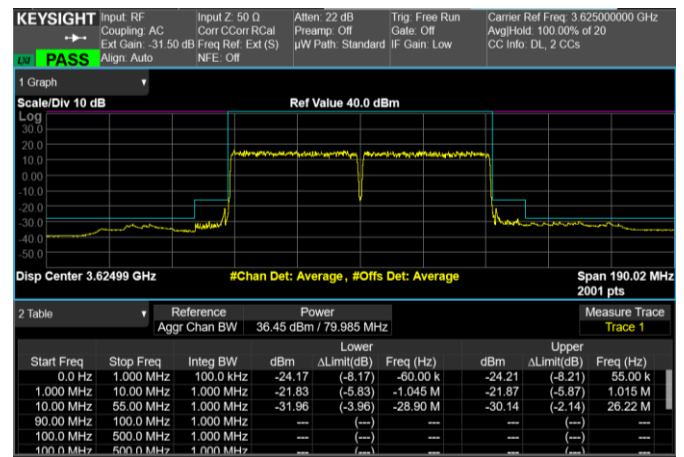 KEYSIGHT Input: RF Input Z: 50 Ω Atten: 22 dB Trig: Free Run Carrier Ref Freq: 3.625000000 GHz
Coupling: AC Corr CCorr RCal Preamp: Off Gate: Off Avg|Hold: 100.00% of 20
Ext Gain: -31.50 dB Freq Ref: Ext (S) µW Path: Standard IF Gain: Low CC Info: DL, 2 CCs
LXI PASS Align: Auto NFE: Off
1 Graph
Scale/Div 10 dB Ref Value 40.0 dBm
Log
30.0
20.0
10.0
0.00
-10.0
-20.0
-30.0
-40.0
-50.0
Disp Center 3.62499 GHz #Chan Det: Average, #Offs Det: Average Span 190.02 MHz
2001 pts
2 Table Reference Power Measure Trace
Aggr Chan BW 36.45 dBm / 79.985 MHz Trace 1
Lower Upper
Start Freq Stop Freq Integ BW dBm ΔLimit(dB) Freq (Hz) dBm ΔLimit(dB) Freq (Hz)
0.0 Hz 1.000 MHz 100.0 kHz -24.17 (-8.17) -60.00 k -24.21 (-8.21) 55.00 k
1.000 MHz 10.00 MHz 1.000 MHz -21.83 (-5.83) -1.045 M -21.87 (-5.87) 1.015 M
10.00 MHz 55.00 MHz 1.000 MHz -31.96 (-3.96) -28.90 M -30.14 (-2.14) 26.22 M
90.00 MHz 100.0 MHz 1.000 MHz --- (---) --- --- (---) ---
100.0 MHz 500.0 MHz 1.000 MHz --- (---) --- --- (---) ---
100.0 MHz 500.0 MHz 1.000 MHz --- (---) --- --- (---) ---